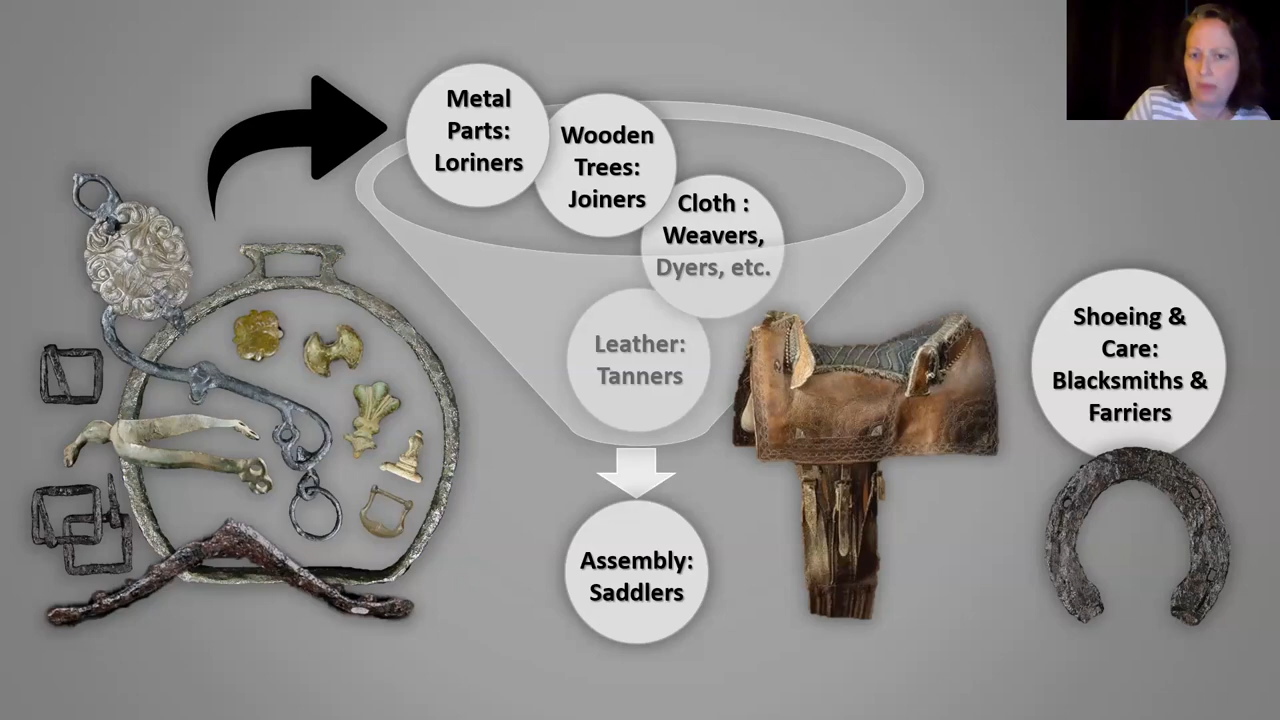 Metal
Parts:
Loriners
Wooden
Trees:
Joiners
Cloth :
Weavers,
Dyers, etc.
Leather:
Tanners
Assembly:
Saddlers
Shoeing &
Care:
Blacksmiths &
Farriers